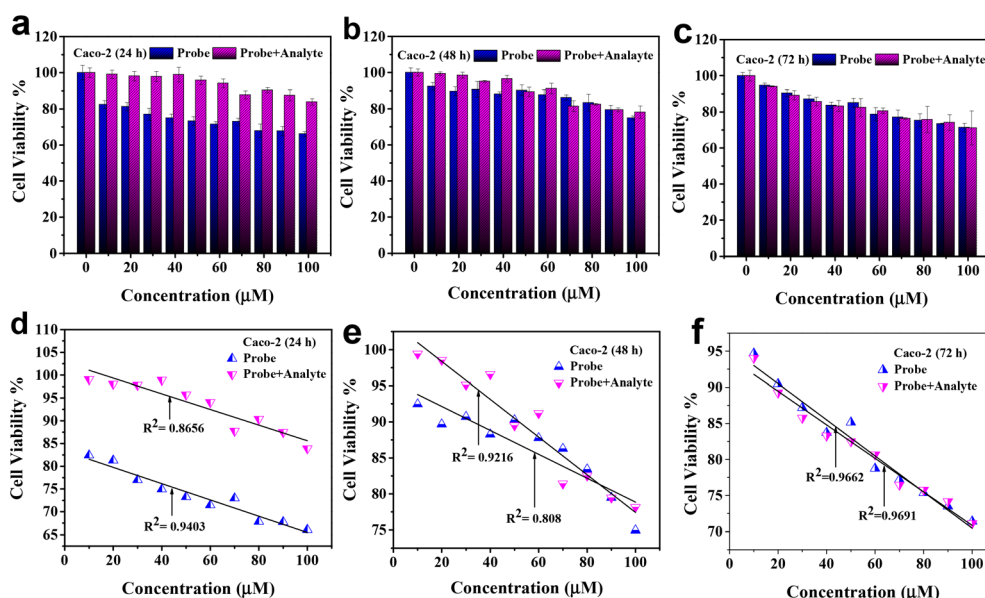 a
Caco-2 (24 h) Probe Probe+Analyte
120
100
80
60
40
20
0
Cell Viability %
0 20 40 60 80 100
Concentration (µM)
b
Caco-2 (48 h) Probe Probe+Analyte
120
100
80
60
40
20
0
Cell Viability %
0 20 40 60 80 100
Concentration (µM)
c
Caco-2 (72 h) Probe Probe+Analyte
120
100
80
60
40
20
0
Cell Viability %
0 20 40 60 80 100
Concentration (µM)
d
Caco-2 (24 h)
Probe
Probe+Analyte
110
105
100
95
90
85
80
75
70
65
Cell Viability %
R²= 0.8656
R²= 0.9403
0 20 40 60 80 100
Concentration (µM)
e
Caco-2 (48 h)
Probe
Probe+Analyte
100
95
90
85
80
75
Cell Viability %
R²= 0.9216
R²= 0.808
0 20 40 60 80 100
Concentration (µM)
f
Caco-2 (72 h)
Probe
Probe+Analyte
95
90
85
80
75
70
Cell Viability %
R²= 0.9662
R²=0.9691
0 20 40 60 80 100
Concentration (µM)